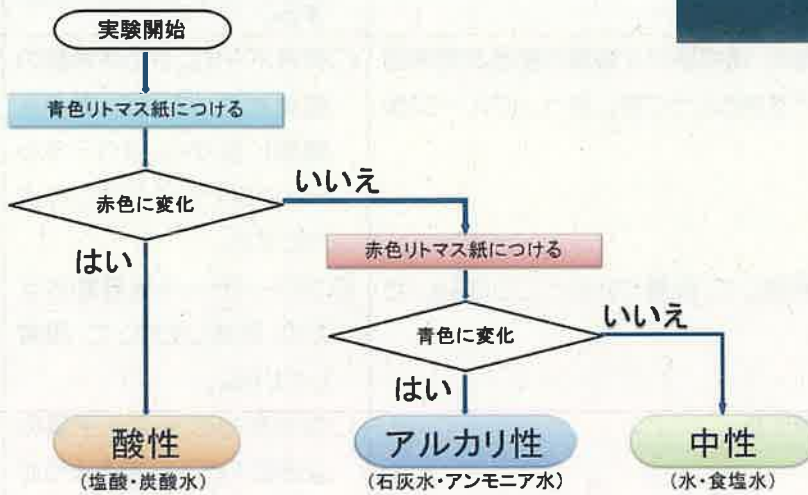 実験開始
青色リトマス紙につける
赤色に変化
いいえ
はい
赤色リトマス紙につける
青色に変化
いいえ
はい
酸性
(塩酸・炭酸水)
アルカリ性
(石灰水・アンモニア水)
中性
(水・食塩水)